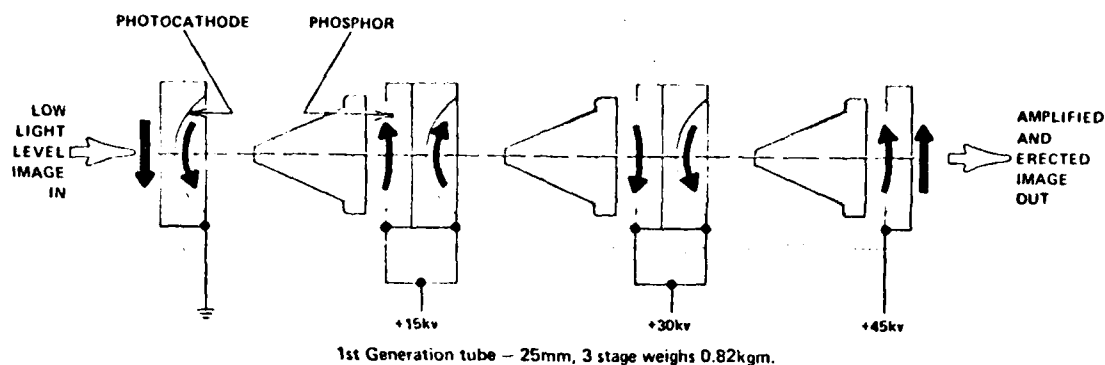 PHOTOCATHODE
PHOSPHOR
LOW
LIGHT
LEVEL
IMAGE
IN
AMPLIFIED
AND
ERECTED
IMAGE
OUT
+15kv
+30kv
+45kv
1st Generation tube – 25mm, 3 stage weighs 0.82kgm.